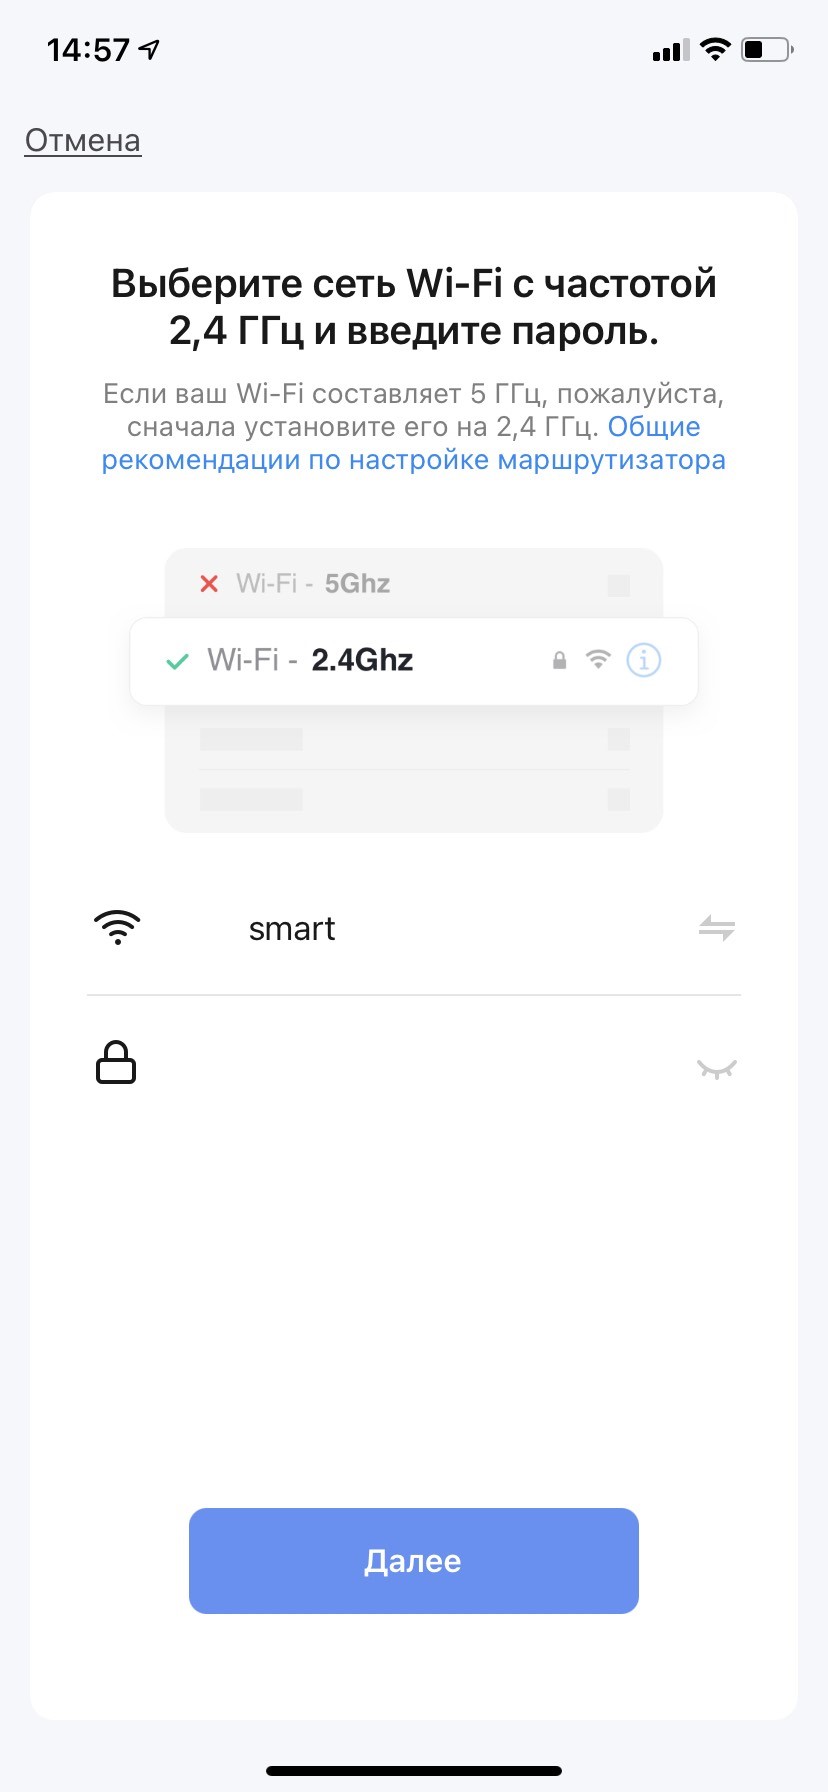 14:57
Отмена
Выберите сеть Wi-Fi с частотой
2,4 ГГц и введите пароль.
Если ваш Wi-Fi составляет 5 ГГц, пожалуйста,
сначала установите его на 2,4 ГГц. Общие
рекомендации по настройке маршрутизатора
Wi-Fi - 5Ghz
Wi-Fi - 2.4Ghz
smart
Далее